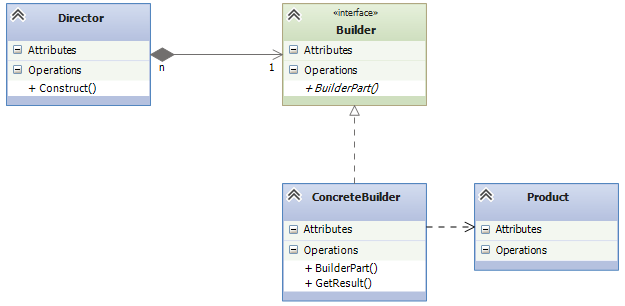 Director
Attributes
Operations
+ Construct()
n
1
«interface»
Builder
Attributes
Operations
+ BuilderPart()
ConcreteBuilder
Attributes
Operations
+ BuilderPart()
+ GetResult()
Product
Attributes
Operations